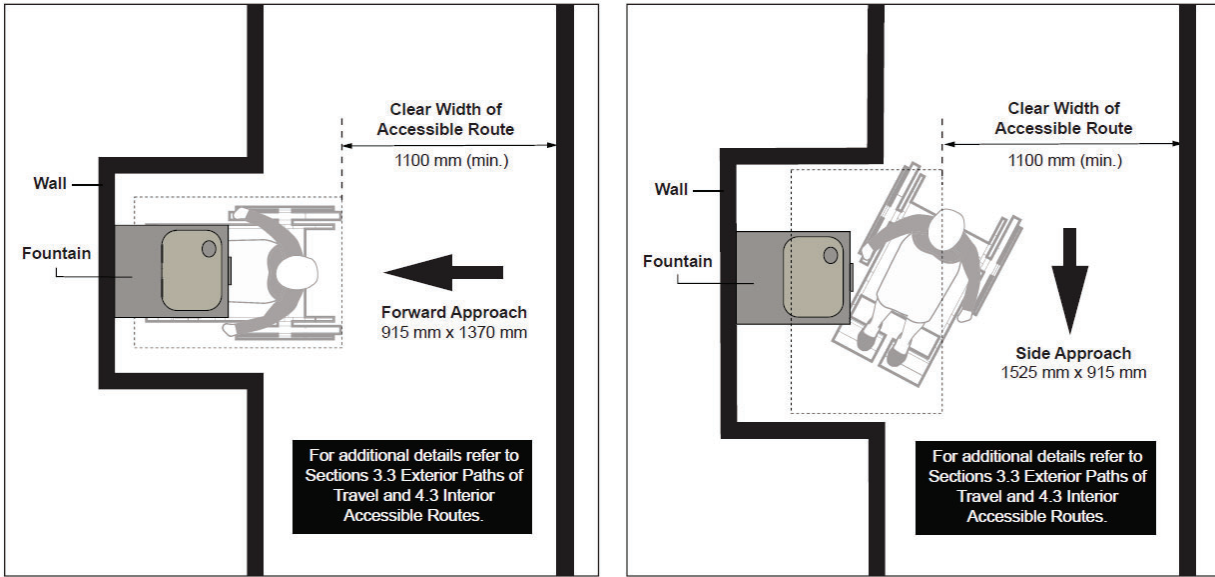 Clear Width of
Accessible Route
1100 mm (min.)
Wall
Fountain
Forward Approach
915 mm x 1370 mm
For additional details refer to
Sections 3.3 Exterior Paths of
Travel and 4.3 Interior
Accessible Routes.
Clear Width of
Accessible Route
1100 mm (min.)
Wall
Fountain
Side Approach
1525 mm x 915 mm
For additional details refer to
Sections 3.3 Exterior Paths of
Travel and 4.3 Interior
Accessible Routes.